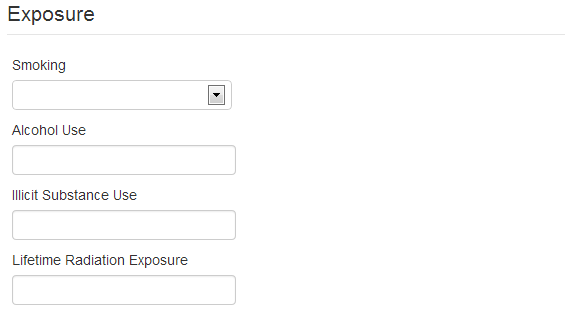 Exposure
Smoking
Alcohol Use
Illicit Substance Use
Lifetime Radiation Exposure